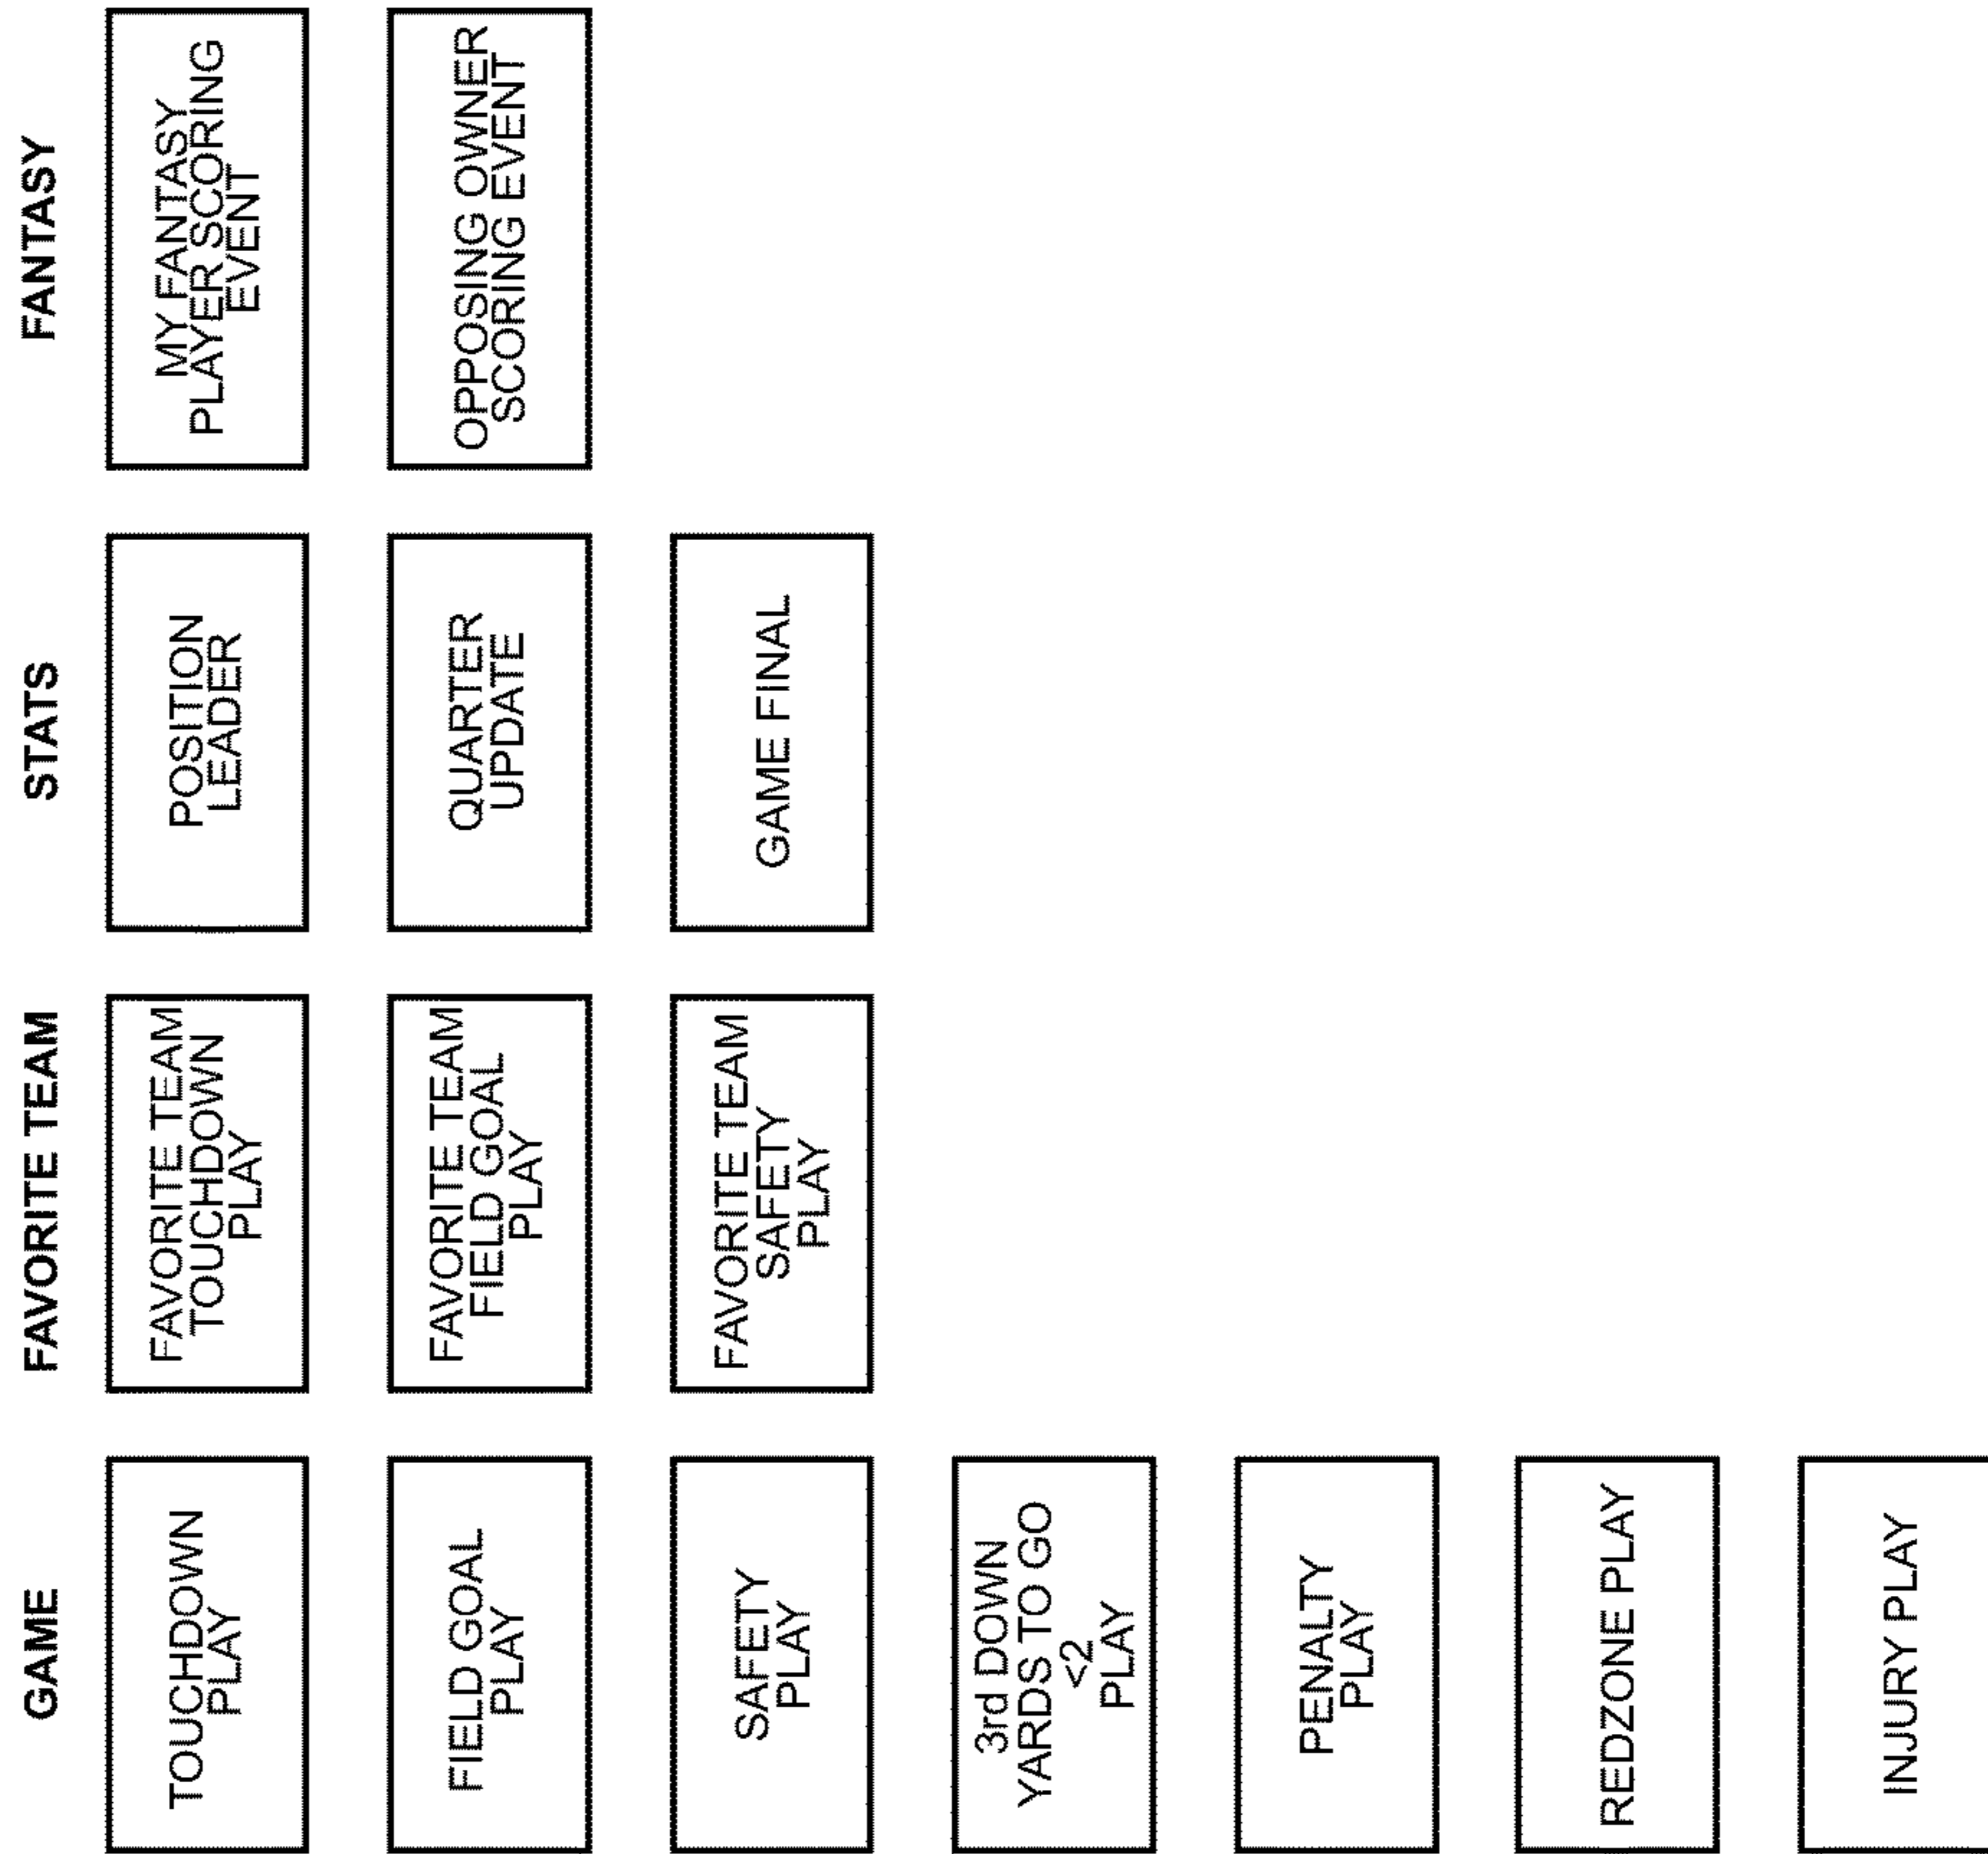 GAME
FAVORITE TEAM
STATS
FANTASY
TOUCHDOWN
PLAY
FAVORITE TEAM
TOUCHDOWN
PLAY
POSITION
LEADER
MY FANTASY
PLAYER SCORING
EVENT
FIELD GOAL
PLAY
FAVORITE TEAM
FIELD GOAL
PLAY
QUARTER
UPDATE
OPPOSING OWNER
SCORING EVENT
SAFETY
PLAY
FAVORITE TEAM
SAFETY
PLAY
GAME FINAL
3rd DOWN
YARDS TO GO
<2
PLAY
PENALTY
PLAY
REDZONE PLAY
INJURY PLAY